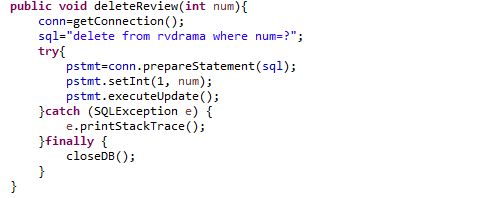 public void deleteReview(int num){
    conn=getConnection();
    sql="delete from rvdrama where num=?";
    try{
        pstmt=conn.prepareStatement(sql);
        pstmt.setInt(1, num);
        pstmt.executeUpdate();
    }catch (SQLException e) {
        e.printStackTrace();
    }finally {
        closeDB();
    }
}